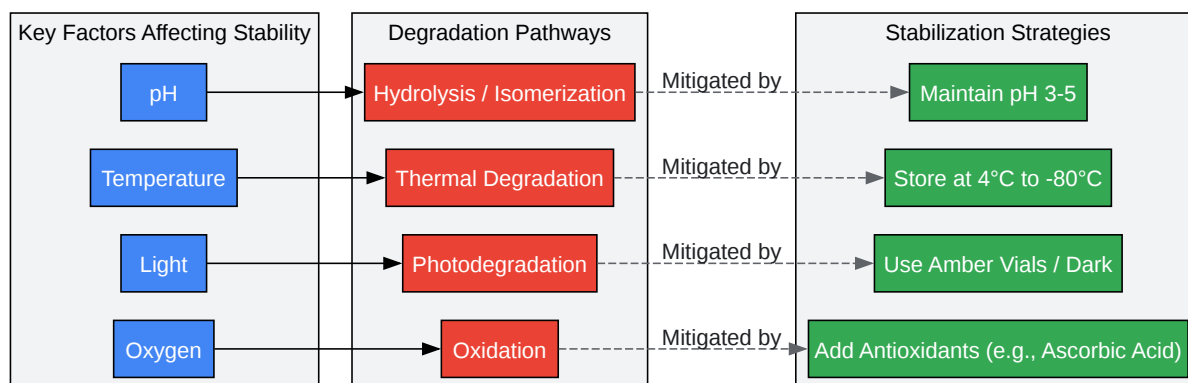 Key Factors Affecting Stability
Degradation Pathways
Stabilization Strategies
pH
Hydrolysis / Isomerization
Mitigated by
Maintain pH 3-5
Temperature
Thermal Degradation
Mitigated by
Store at 4°C to -80°C
Light
Photodegradation
Mitigated by
Use Amber Vials / Dark
Oxygen
Oxidation
Mitigated by
Add Antioxidants (e.g., Ascorbic Acid)